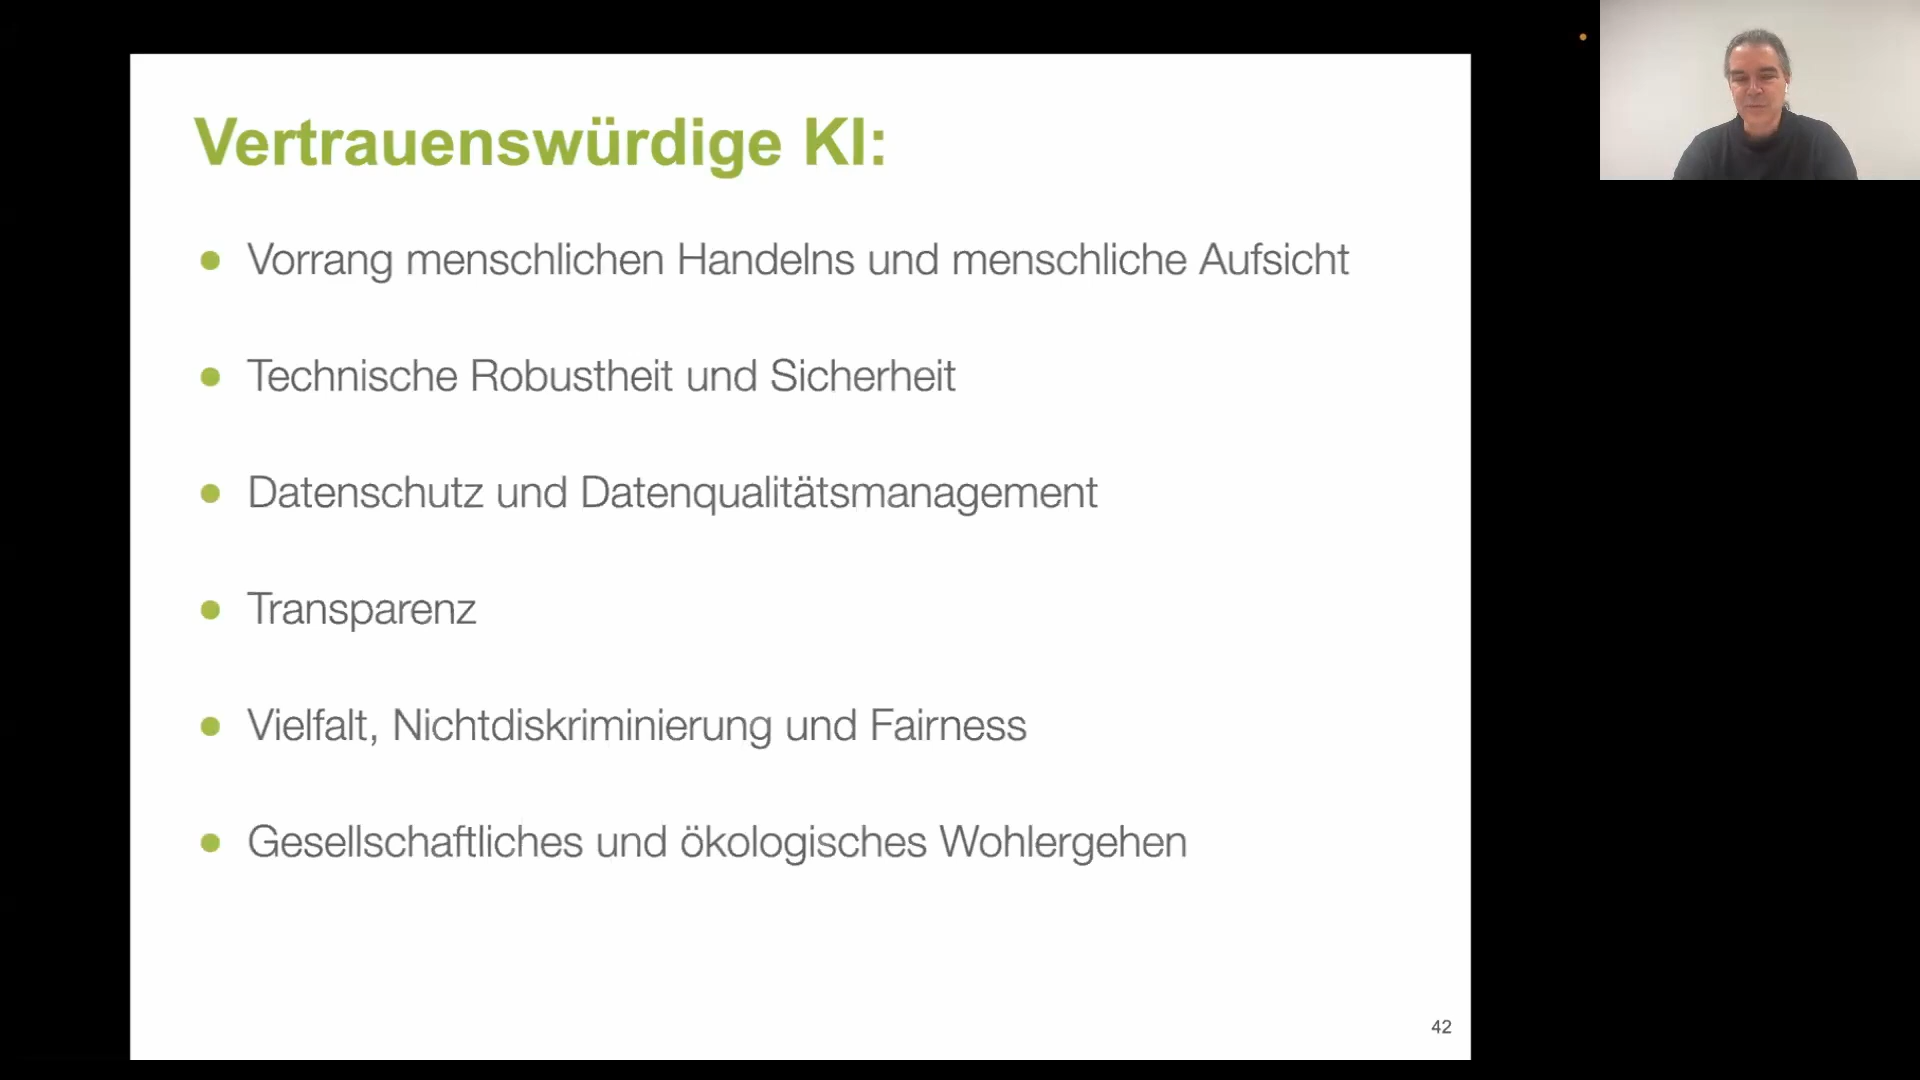 Vertrauenswürdige KI:
● Vorrang menschlichen Handelns und menschliche Aufsicht
● Technische Robustheit und Sicherheit
● Datenschutz und Datenqualitätsmanagement
● Transparenz
● Vielfalt, Nichtdiskriminierung und Fairness
● Gesellschaftliches und ökologisches Wohlergehen
42